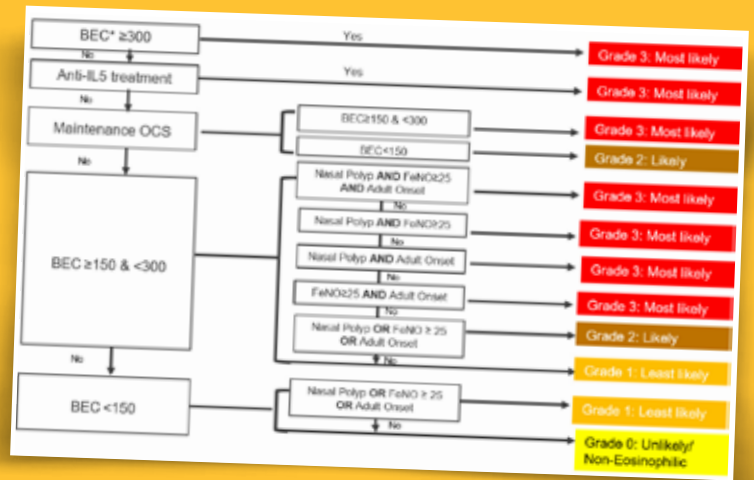 BEC* ≥300
Yes
Grade 3: Most likely
No
Anti-IL5 treatment
Yes
Grade 3: Most likely
No
Maintenance OCS
BEC≥150 & <300
Grade 3: Most likely
BEC<150
Grade 2: Likely
No
BEC ≥150 & <300
Nasal Polyp AND FeNO≥25
AND Adult Onset
Grade 3: Most likely
No
Nasal Polyp AND FeNO≥25
Grade 3: Most likely
No
Nasal Polyp AND Adult Onset
Grade 3: Most likely
No
FeNO≥25 AND Adult Onset
Grade 3: Most likely
No
Nasal Polyp OR FeNO ≥ 25
OR Adult Onset
Grade 2: Likely
No
Grade 1: Least likely
No
BEC <150
Nasal Polyp OR FeNO ≥ 25
OR Adult Onset
Grade 1: Least likely
No
Grade 0: Unlikely/
Non-Eosinophilic